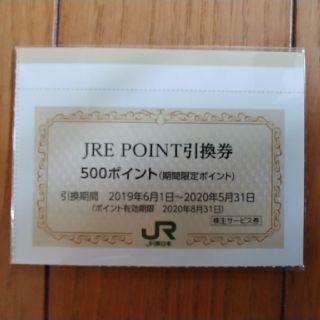 JRE POINT引換券
500ポイント(期間限定ポイント)
引換期間 2019年6月1日～2020年5月31日
(ポイント有効期限 2020年8月31日)
株主サービス券
JR
JR東日本